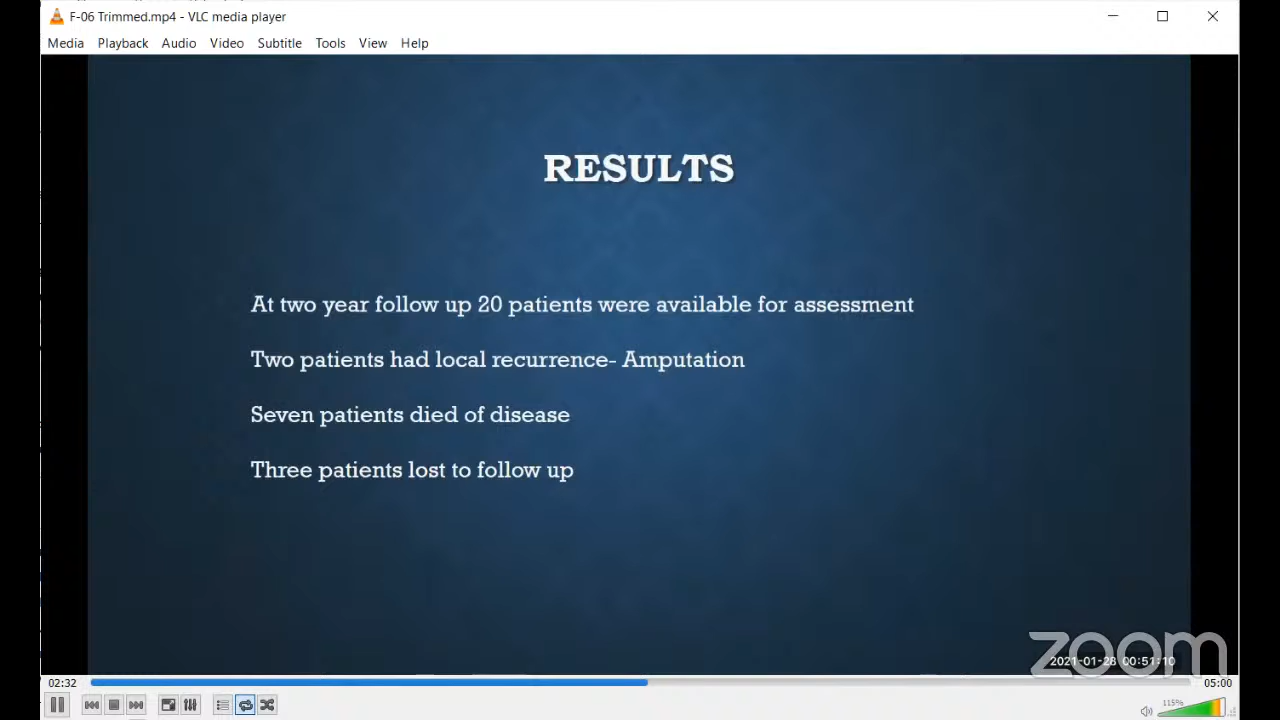 F-06 Trimmed.mp4 - VLC media player
Media Playback Audio Video Subtitle Tools View Help
RESULTS
At two year follow up 20 patients were available for assessment
Two patients had local recurrence- Amputation
Seven patients died of disease
Three patients lost to follow up
zoom
2021-01-28 00:51:10
02:32
05:00
115%